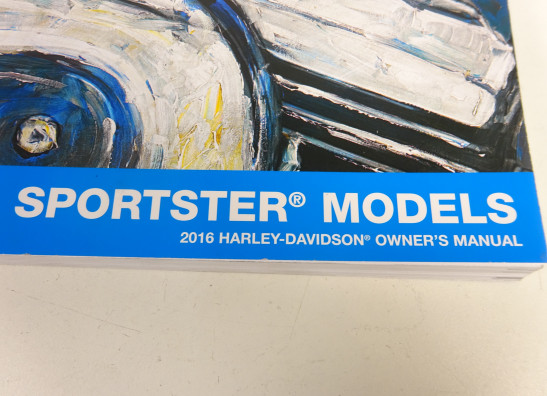 SPORTSTER® MODELS
2016 HARLEY-DAVIDSON® OWNER'S MANUAL